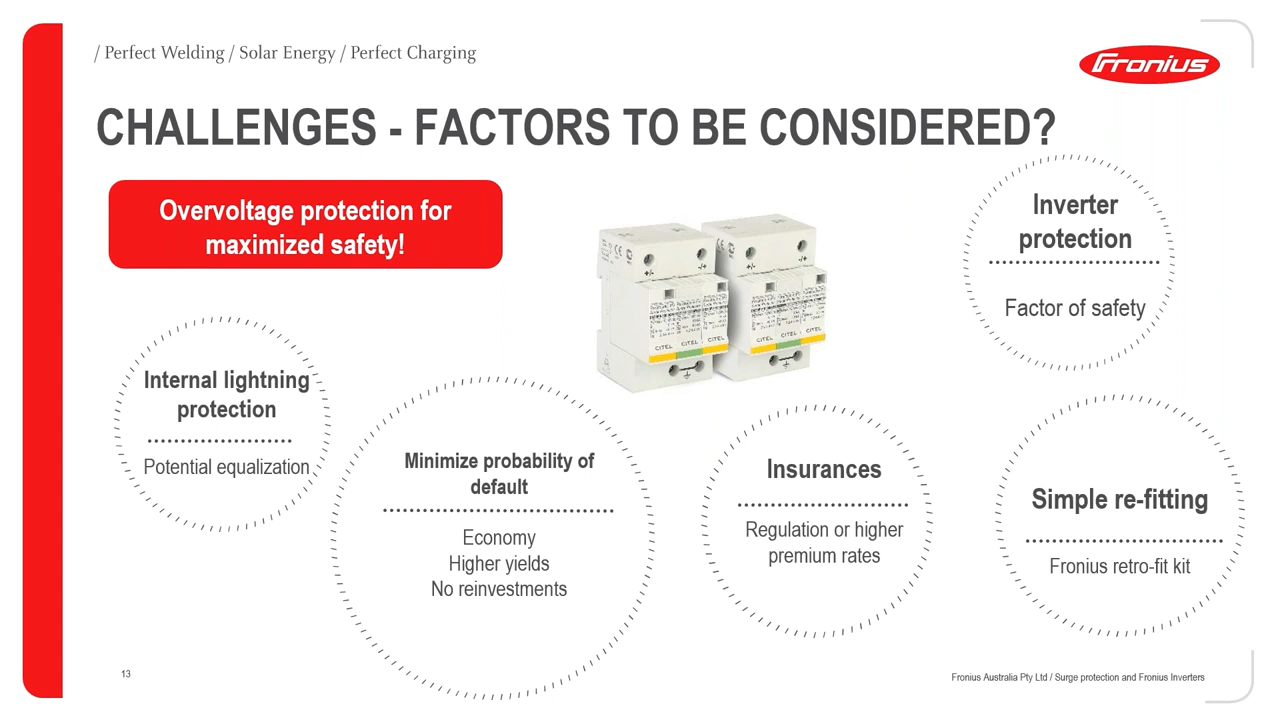 / Perfect Welding / Solar Energy / Perfect Charging
Fronius
CHALLENGES - FACTORS TO BE CONSIDERED?
Overvoltage protection for
maximized safety!
Inverter
protection
Factor of safety
+/-
-/+
+/-
-/+
CITEL
CITEL
CITEL
CITEL
CITEL
CITEL
Internal lightning
protection
Potential equalization
Minimize probability of
default
Economy
Higher yields
No reinvestments
Insurances
Regulation or higher
premium rates
Simple re-fitting
Fronius retro-fit kit
13
Fronius Australia Pty Ltd / Surge protection and Fronius Inverters